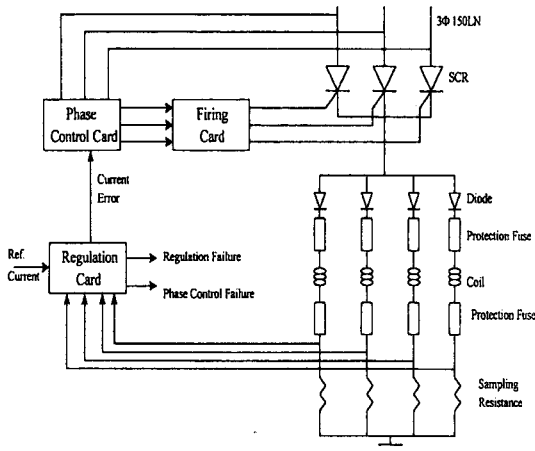 3Φ 150LN
SCR
Phase
Control Card
Firing
Card
Current
Error
Diode
Protection Fuse
Ref.
Current
Regulation
Card
Regulation Failure
Phase Control Failure
Coil
Protection Fuse
Sampling
Resistance